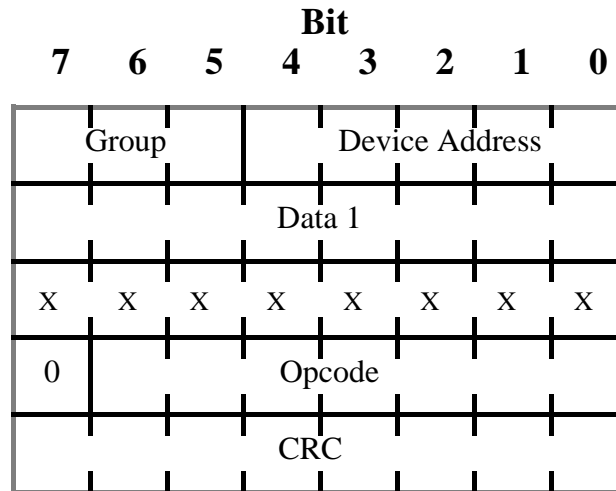 Bit
7 6 5 4 3 2 1 0
Group Device Address
Data 1
X X X X X X X X
0 Opcode
CRC